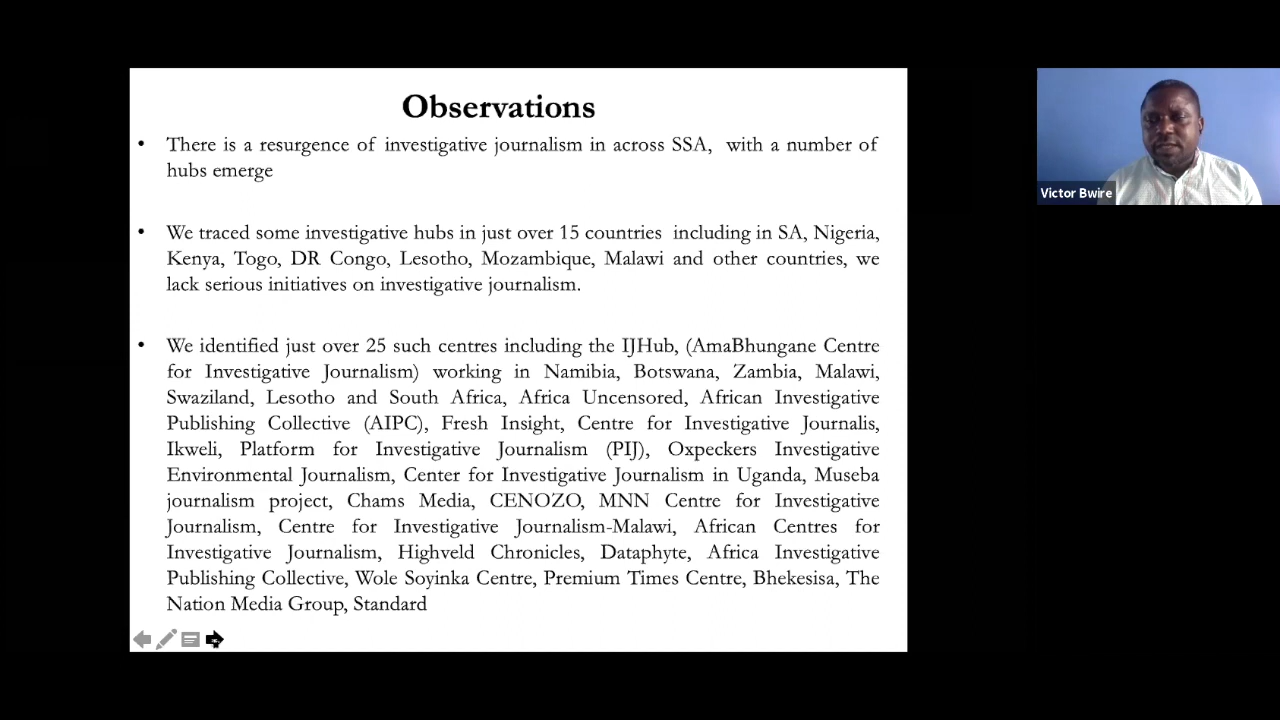 Observations
• There is a resurgence of investigative journalism in across SSA, with a number of
hubs emerge
• We traced some investigative hubs in just over 15 countries including in SA, Nigeria,
Kenya, Togo, DR Congo, Lesotho, Mozambique, Malawi and other countries, we
lack serious initiatives on investigative journalism.
• We identified just over 25 such centres including the IJHub, (AmaBhungane Centre
for Investigative Journalism) working in Namibia, Botswana, Zambia, Malawi,
Swaziland, Lesotho and South Africa, Africa Uncensored, African Investigative
Publishing Collective (AIPC), Fresh Insight, Centre for Investigative Journalis,
Ikweli, Platform for Investigative Journalism (PIJ), Oxpeckers Investigative
Environmental Journalism, Center for Investigative Journalism in Uganda, Museba
journalism project, Chams Media, CENOZO, MNN Centre for Investigative
Journalism, Centre for Investigative Journalism-Malawi, African Centres for
Investigative Journalism, Highveld Chronicles, Dataphyte, Africa Investigative
Publishing Collective, Wole Soyinka Centre, Premium Times Centre, Bhekesisa, The
Nation Media Group, Standard
Victor Bwire